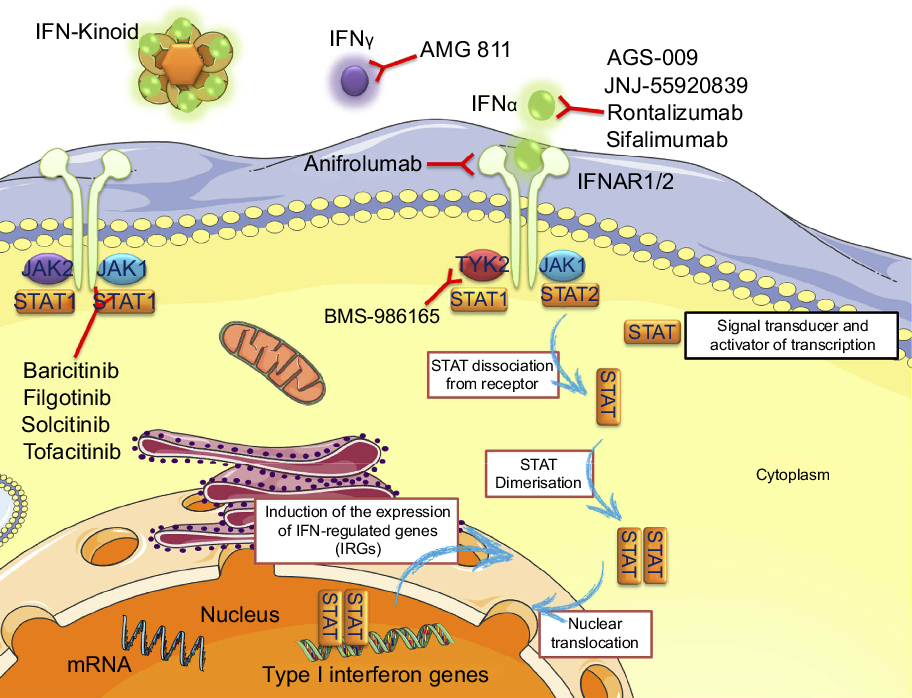 IFN-Kinoid
IFNγ
AMG 811
IFNα
AGS-009
JNJ-55920839
Rontalizumab
Sifalimumab
Anifrolumab
IFNAR1/2
JAK2
JAK1
STAT1
STAT1
TYK2
JAK1
STAT1
STAT2
BMS-986165
Baricitinib
Filgotinib
Solcitinib
Tofacitinib
STAT
Signal transducer and
activator of transcription
STAT dissociation
from receptor
STAT
STAT
Dimerisation
Cytoplasm
STAT
STAT
Induction of the expression
of IFN-regulated genes
(IRGs)
Nuclear
translocation
Nucleus
STAT
STAT
mRNA
Type I interferon genes